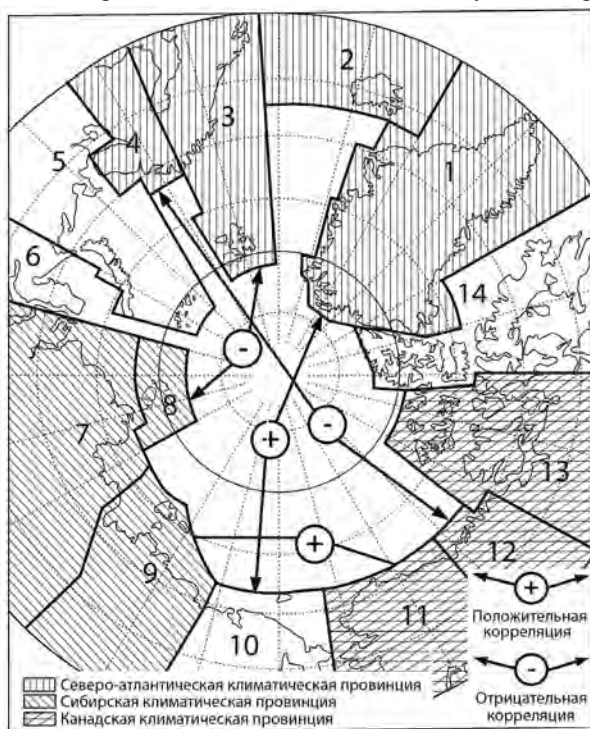 2
3
4
1
5
6
14
-
8
7
+
-
13
+
9
12
11
10
+
Положительная
корреляция
-
Отрицательная
корреляция
Северо-атлантическая климатическая провинция
Сибирская климатическая провинция
Канадская климатическая провинция